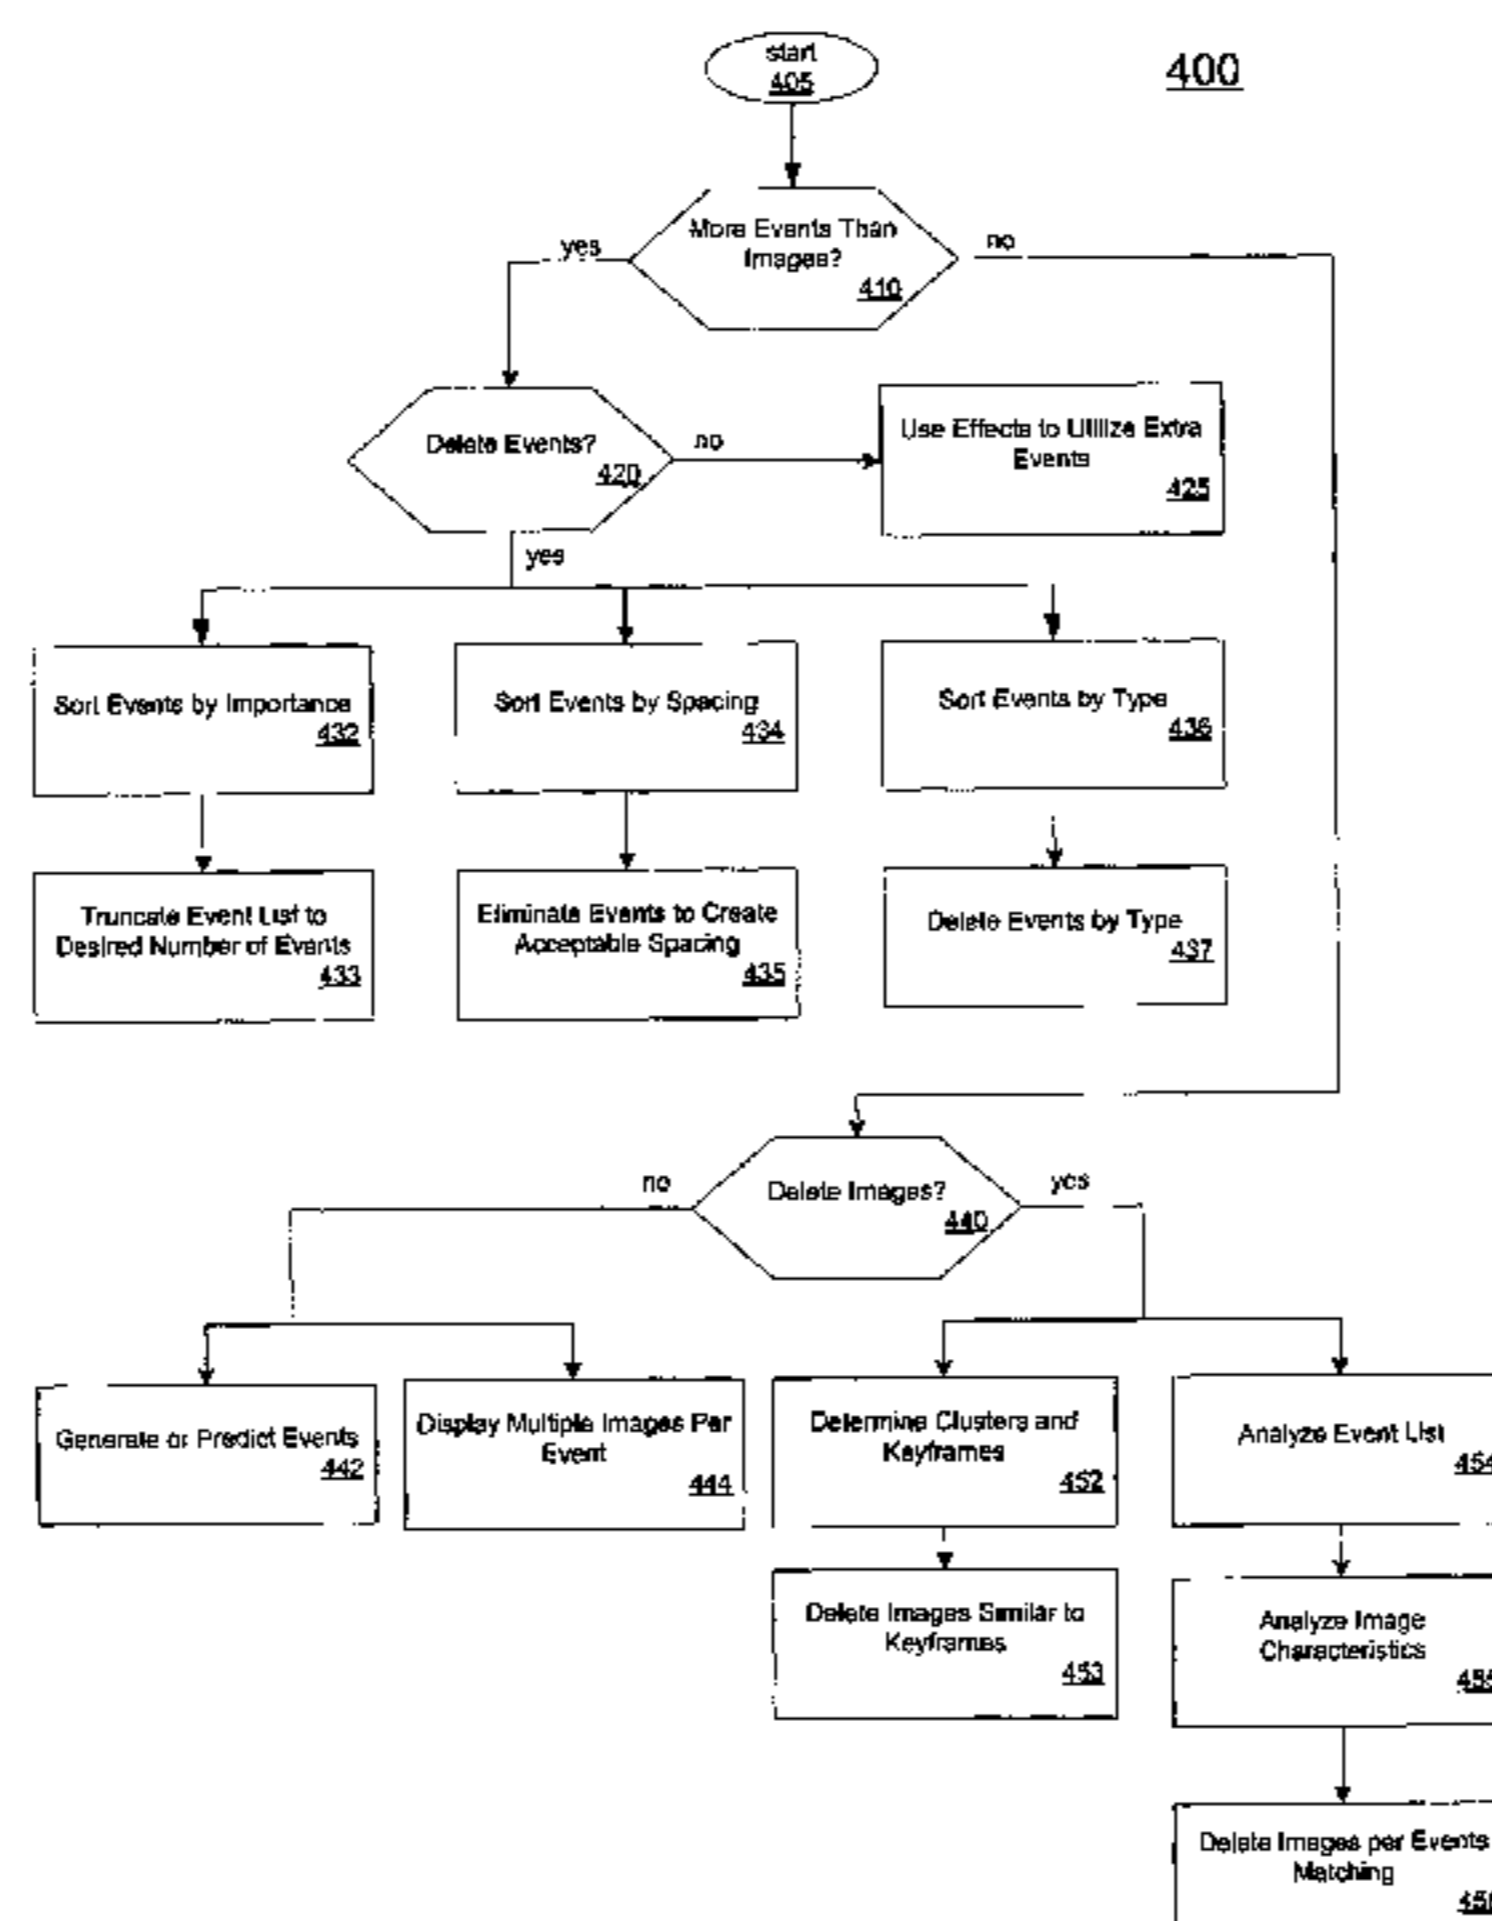 start
405
400
More Events Than
Images?
410
yes
no
Delete Events?
420
no
Use Effects to Utilize Extra
Events
425
yes
Sort Events by Importance
432
Sort Events by Spacing
434
Sort Events by Type
436
Truncate Event List to
Desired Number of Events
433
Eliminate Events to Create
Acceptable Spacing
435
Delete Events by Type
437
no
Delete Images?
440
yes
Generate or Predict Events
442
Display Multiple Images Per
Event
444
Determine Clusters and
Keyframes
452
Analyze Event List
454
Delete Images Similar to
Keyframes
453
Analyze Image
Characteristics
455
Delete Images per Events
Matching